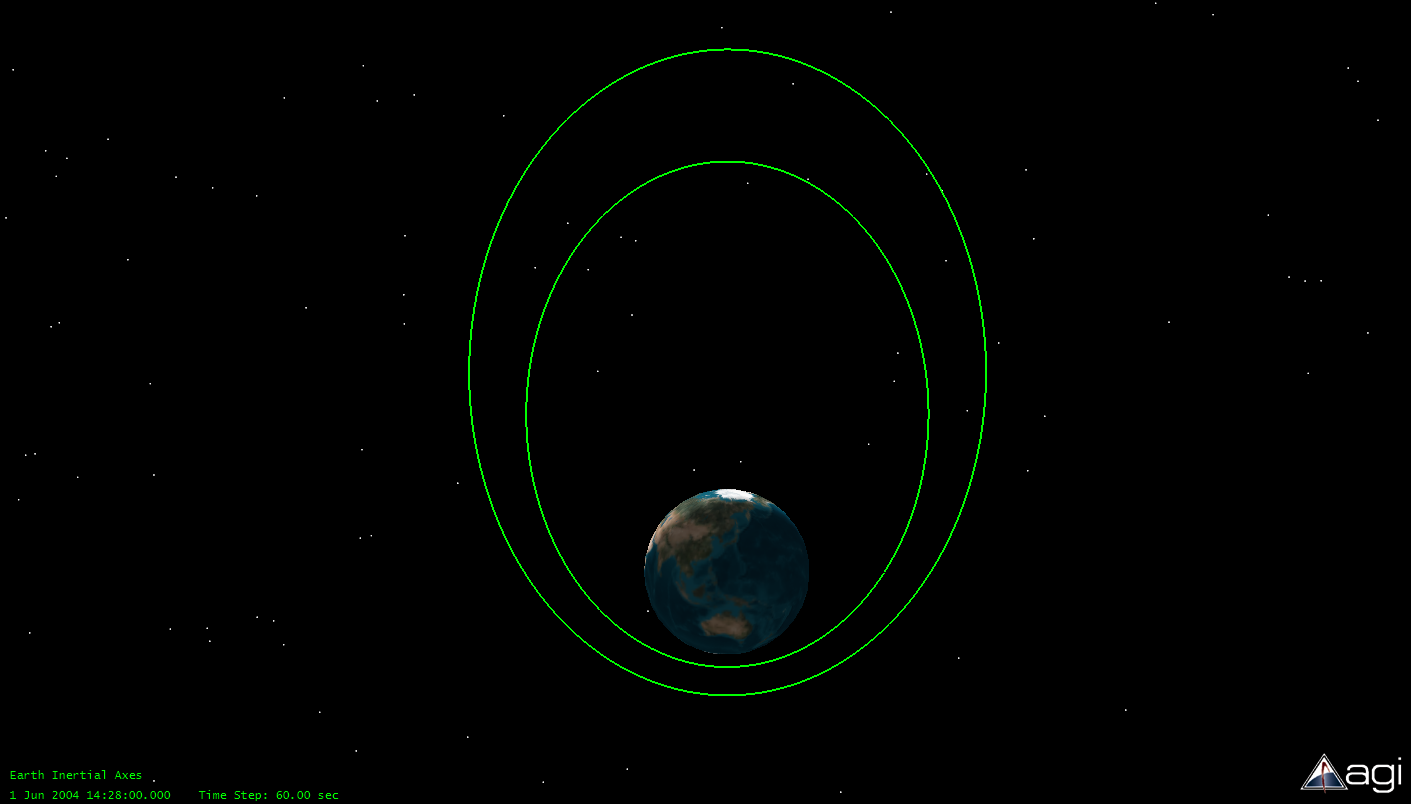 Earth Inertial Axes
1 Jun 2004 14:28:00.000    Time Step: 60.00 sec
agi